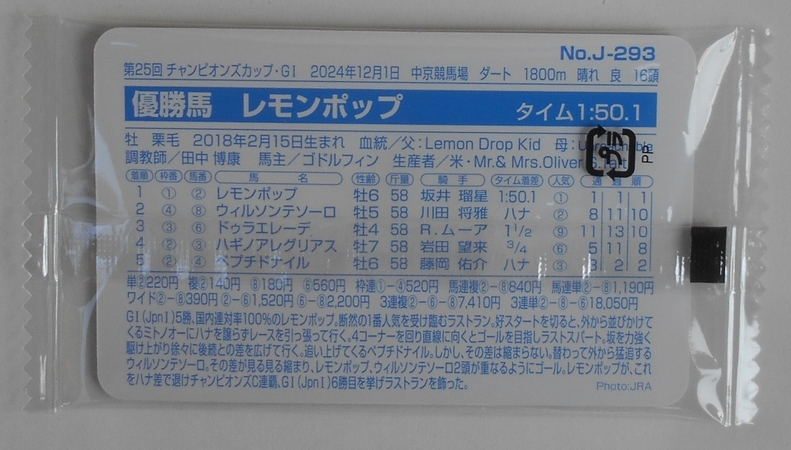 No.J-293
第25回 チャンピオンズカップ・GI 2024年12月1日 中京競馬場 ダート 1800m 晴れ 良 16頭
優勝馬 レモンポップ タイム1:50.1
牡 栗毛 2018年2月15日生まれ 血統/父:Lemon Drop Kid 母:
調教師/田中 博康 馬主/ゴドルフィン 生産者/米・Mr.& Mrs.Oliver S.
PP
着順 枠番 馬番 馬名 性齢 斤量 騎手 タイム着差 人気 通過順
1 ① ② レモンポップ 牡6 58 坂井 瑠星 1:50.1 ① 1 1 1
2 ④ ⑧ ウィルソンテソーロ 牡5 58 川田 将雅 ハナ ② 8 11 10
3 ③ ⑥ ドゥラエレーデ 牡4 58 R.ムーア 1 1/2 ⑨ 11 13 10
4 ② ③ ハギノアレグリアス 牡7 58 岩田 望来 3/4 ⑥ 5 11 8
5 ② ④ ペプチドナイル 牡6 58 藤岡 佑介 ハナ ③ 3 2 2
単②220円 複②140円 ⑧180円 ⑥560円 枠連①-④520円 馬連複②-⑧840円 馬連単②-⑧1,190円
ワイド②-⑧390円 ②-⑥1,520円 ⑥-⑧2,200円 3連複②-⑥-⑧7,410円 3連単②-⑧-⑥18,050円
GI(JpnI)5勝、国内連対率100%のレモンポップ。断然の1番人気を受け臨むラストラン。好スタートを切ると、外から並びかけて
くるミトノオーにハナを譲らずレースを引っ張って行く。4コーナーを回り直線に向くとゴールを目指しラストスパート。坂を力強く
駆け上がり徐々に後続との差を広げて行く。追い上げてくるペプチドナイル。しかし、その差は縮まらない。替わって外から猛追する
ウィルソンテソーロ。その差が見る見る縮まり、レモンポップ、ウィルソンテソーロ2頭が重なるようにゴール。レモンポップが、これ
をハナ差で退けチャンピオンズC連覇、GI(JpnI)6勝目を挙げラストランを飾った。
Photo:JRA